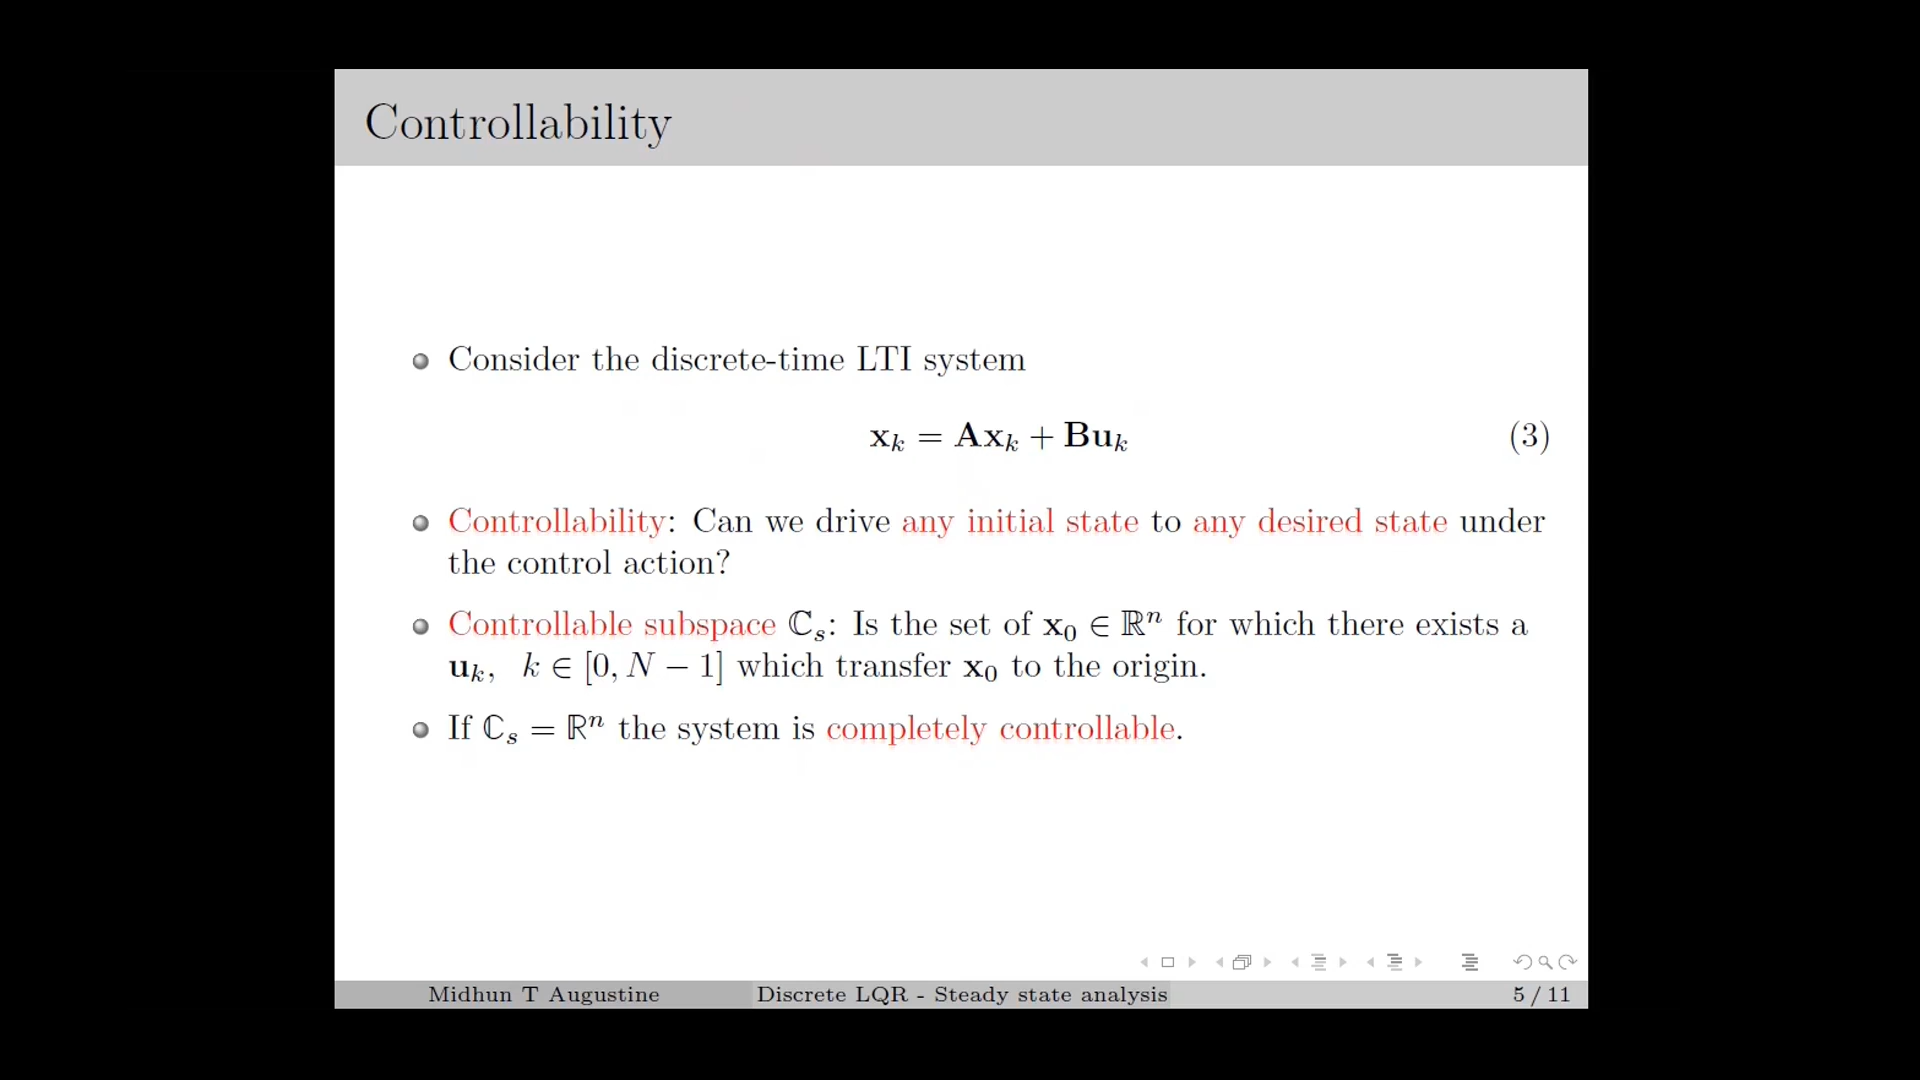 Controllability
Consider the discrete-time LTI system
𝐱ₖ = 𝐀𝐱ₖ + 𝐁𝐮ₖ (3)
Controllability: Can we drive any initial state to any desired state under
the control action?
Controllable subspace ℂₛ: Is the set of 𝐱₀ ∈ ℝⁿ for which there exists a
𝐮ₖ, k ∈ [0, N − 1] which transfer 𝐱₀ to the origin.
If ℂₛ = ℝⁿ the system is completely controllable.
Midhun T Augustine Discrete LQR - Steady state analysis 5 / 11